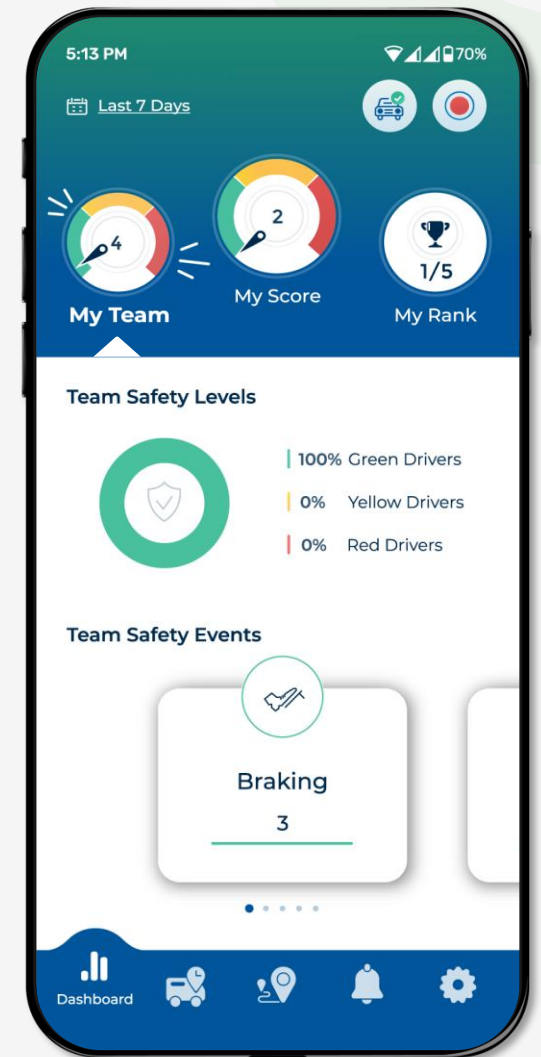 5:13 PM
70%
Last 7 Days
4
2
1/5
My Team
My Score
My Rank
Team Safety Levels
100% Green Drivers
0% Yellow Drivers
0% Red Drivers
Team Safety Events
Braking
3
Dashboard